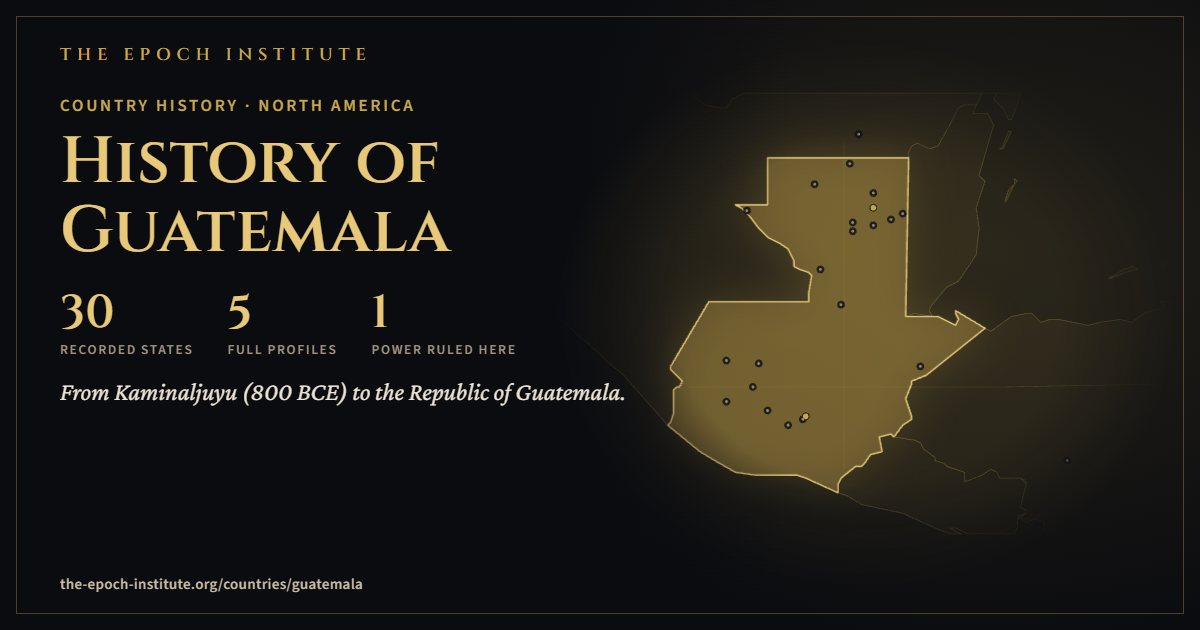 THE EPOCH INSTITUTE
COUNTRY HISTORY · NORTH AMERICA
HISTORY OF
GUATEMALA
30 5 1
RECORDED STATES FULL PROFILES POWER RULED HERE
From Kaminaljuyu (800 BCE) to the Republic of Guatemala.
the-epoch-institute.org/countries/guatemala